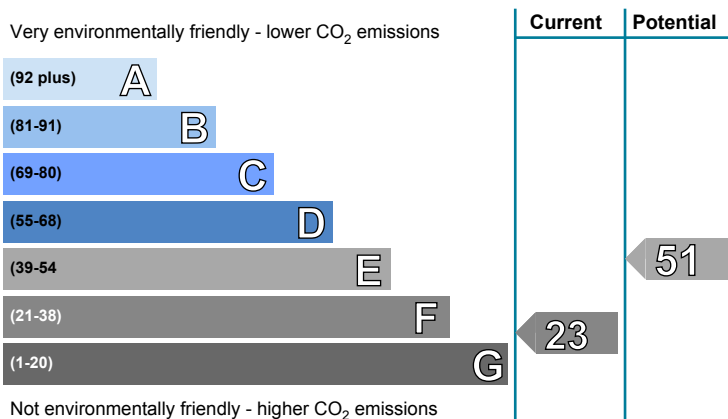 Current Potential
Very environmentally friendly - lower CO2 emissions
(92 plus) A
(81-91) B
(69-80) C
(55-68) D
(39-54 E
51
(21-38) F
23
(1-20) G
Not environmentally friendly - higher CO2 emissions